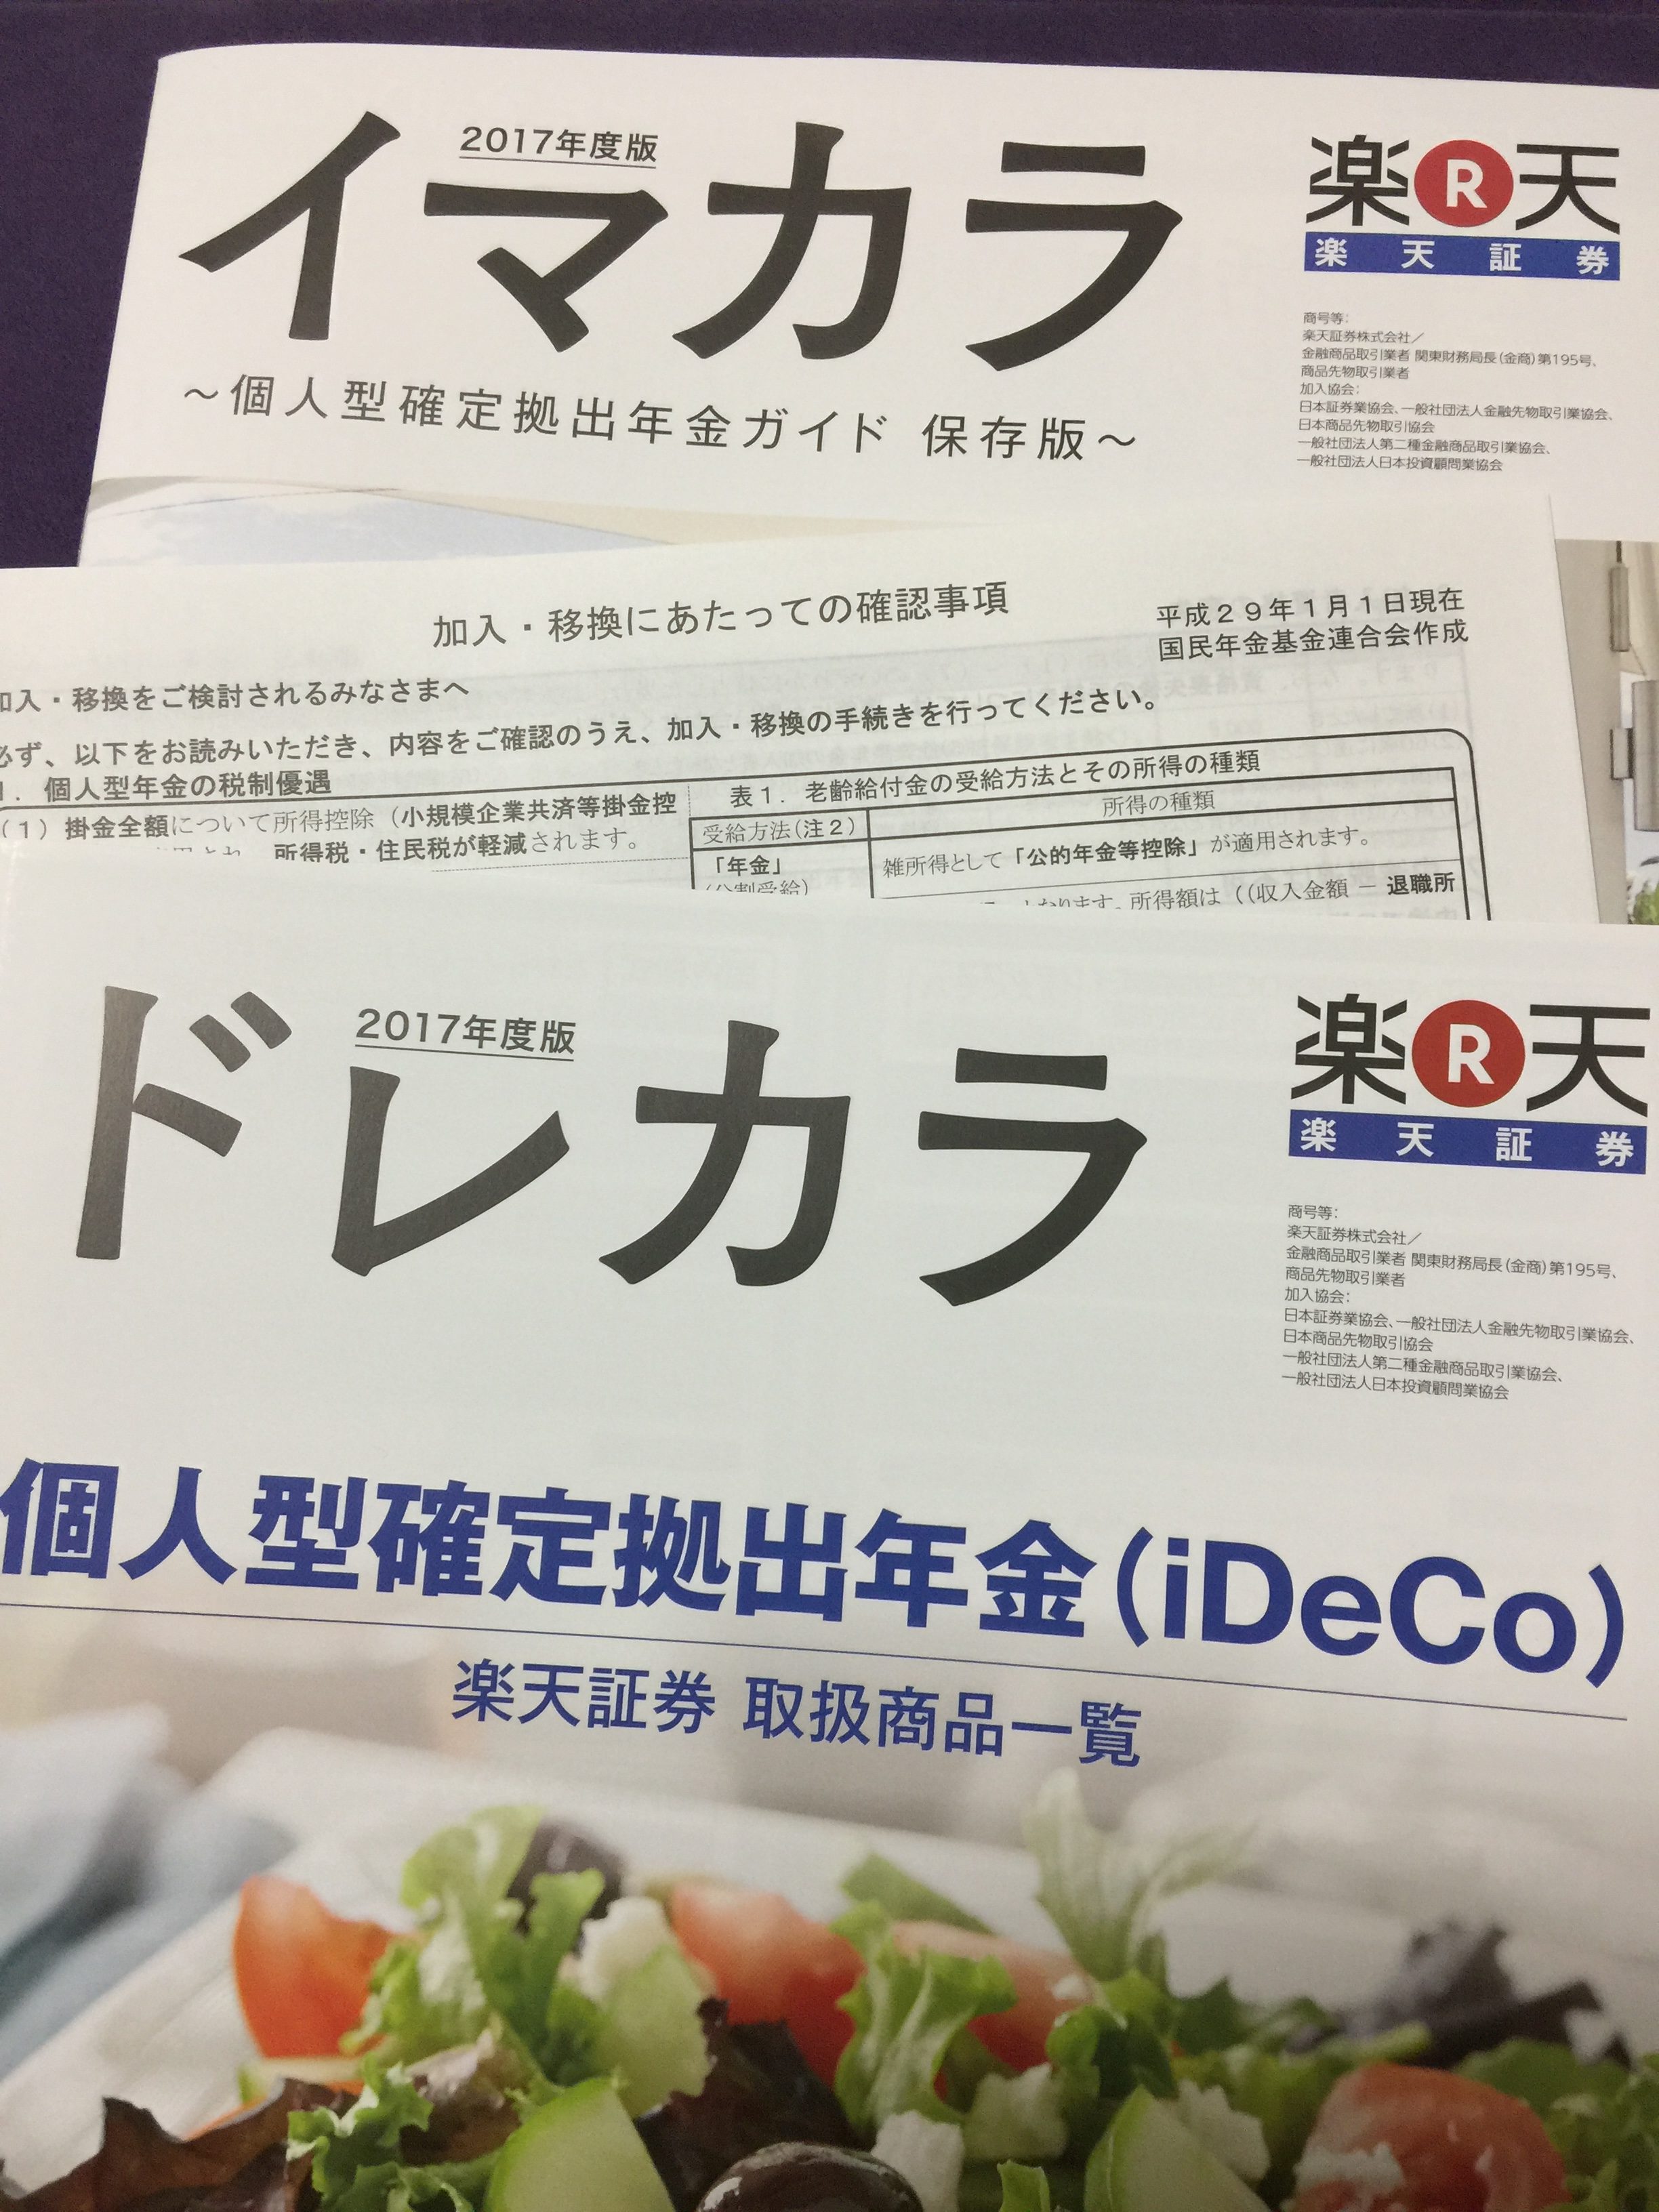 2017年度版
イマカラ
~個人型確定拠出年金ガイド 保存版~
楽R天
楽天証券
商号等:
楽天証券株式会社/
金融商品取引業者 関東財務局長(金商)第195号、
商品先物取引業者
加入協会:
日本証券業協会、一般社団法人金融先物取引業協会、
日本商品先物取引協会
一般社団法人第二種金融商品取引業協会、
一般社団法人日本投資顧問業協会
加入・移換にあたっての確認事項
平成29年1月1日現在
国民年金基金連合会作成
加入・移換をご検討されるみなさまへ
必ず、以下をお読みいただき、内容をご確認のうえ、加入・移換の手続きを行ってください。
1. 個人型年金の税制優遇
(1)掛金全額について所得控除(小規模企業共済等掛金控
所得税・住民税が軽減されます。
表1. 老齢給付金の受給方法とその所得の種類
受給方法(注2)
所得の種類
「年金」
(分割受給)
雑所得として「公的年金等控除」が適用されます。
となります。所得額は((収入金額 - 退職所
2017年度版
ドレカラ
楽R天
楽天証券
商号等:
楽天証券株式会社/
金融商品取引業者 関東財務局長(金商)第195号、
商品先物取引業者
加入協会:
日本証券業協会、一般社団法人金融先物取引業協会、
日本商品先物取引協会
一般社団法人第二種金融商品取引業協会、
一般社団法人日本投資顧問業協会
個人型確定拠出年金(iDeCo)
楽天証券 取扱商品一覧